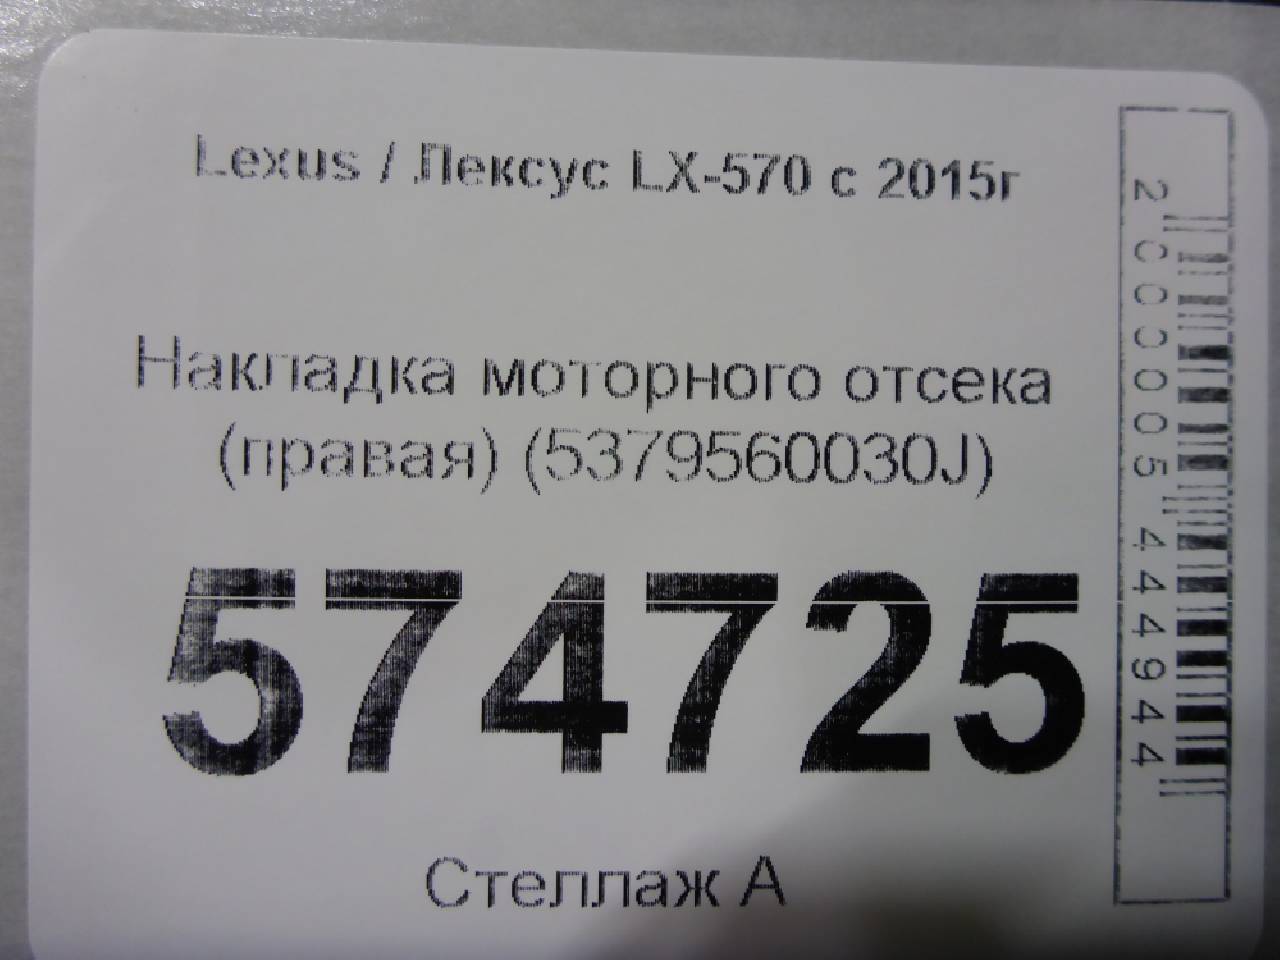 Lexus / Лексус LX-570 с 2015г
Накладка моторного отсека
(правая) (5379560030J)
574725
Стеллаж А
2000005444944